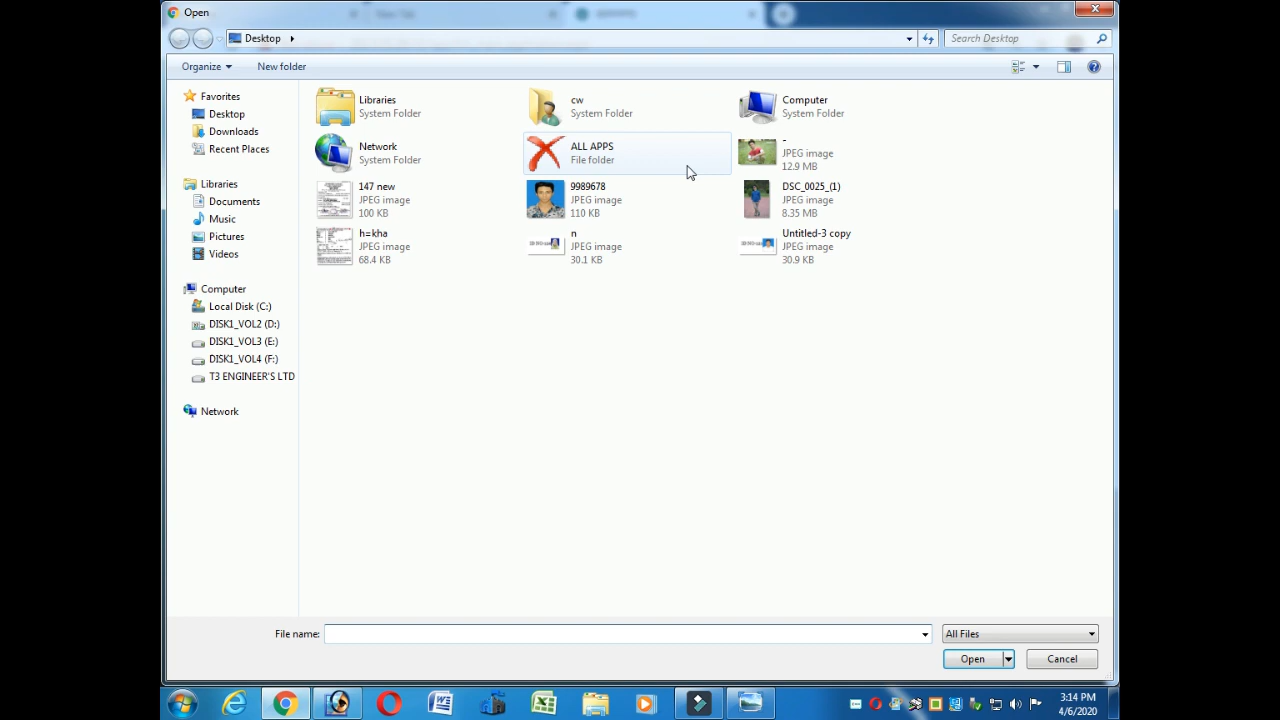 Open
New Tab
Desktop
Search Desktop
Organize
New folder
Favorites
Desktop
Downloads
Recent Places
Libraries
Documents
Music
Pictures
Videos
Computer
Local Disk (C:)
DISK1_VOL2 (D:)
DISK1_VOL3 (E:)
DISK1_VOL4 (F:)
T3 ENGINEER'S LTD
Network
Libraries
System Folder
cw
System Folder
Computer
System Folder
Network
System Folder
ALL APPS
File folder
-
JPEG image
12.9 MB
147 new
JPEG image
100 KB
9989678
JPEG image
110 KB
DSC_0025_(1)
JPEG image
8.35 MB
h=kha
JPEG image
68.4 KB
n
JPEG image
30.1 KB
Untitled-3 copy
JPEG image
30.9 KB
File name:
All Files
Open
Cancel
3:14 PM
4/6/2020